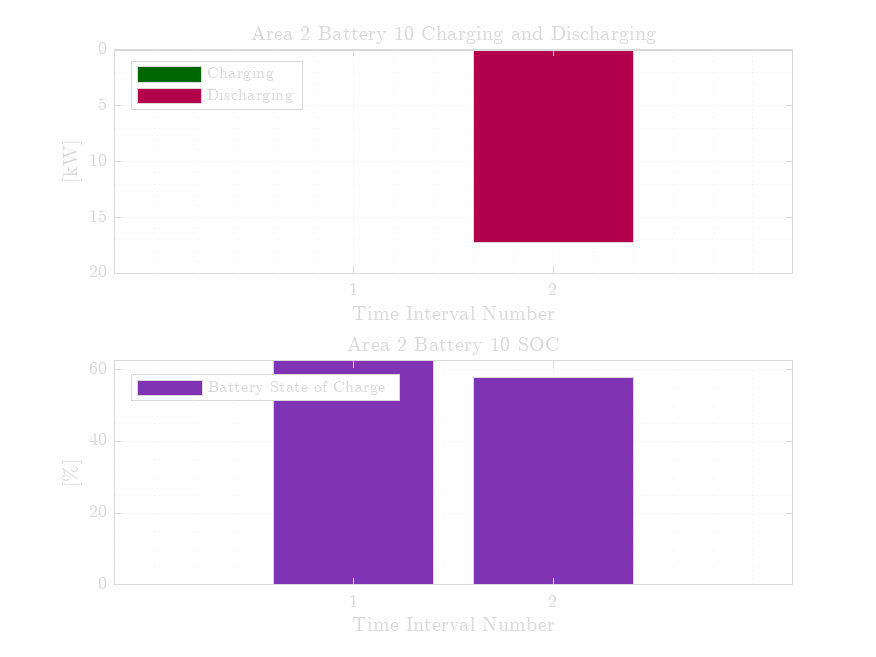 Area 2 Battery 10 Charging and Discharging
0
Charging
Discharging
5
10
15
20
[kW]
1 2
Time Interval Number
Area 2 Battery 10 SOC
60
Battery State of Charge
40
20
0
[%]
1 2
Time Interval Number